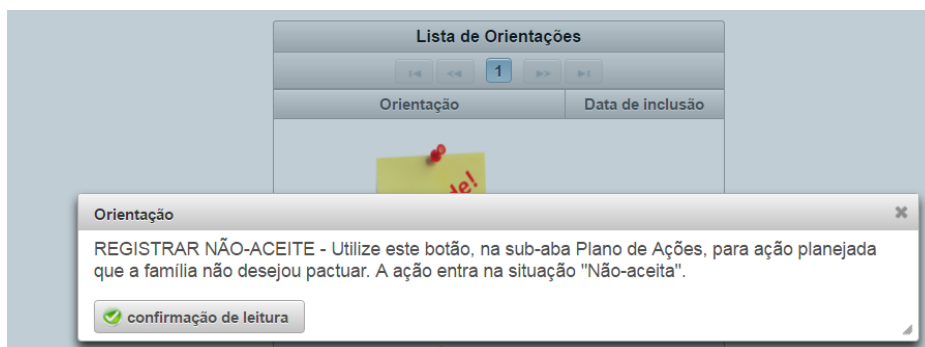 Lista de Orientações
1
Orientação Data de inclusão
Orientação
REGISTRAR NÃO-ACEITE - Utilize este botão, na sub-aba Plano de Ações, para ação planejada
que a família não desejou pactuar. A ação entra na situação "Não-aceita".
confirmação de leitura